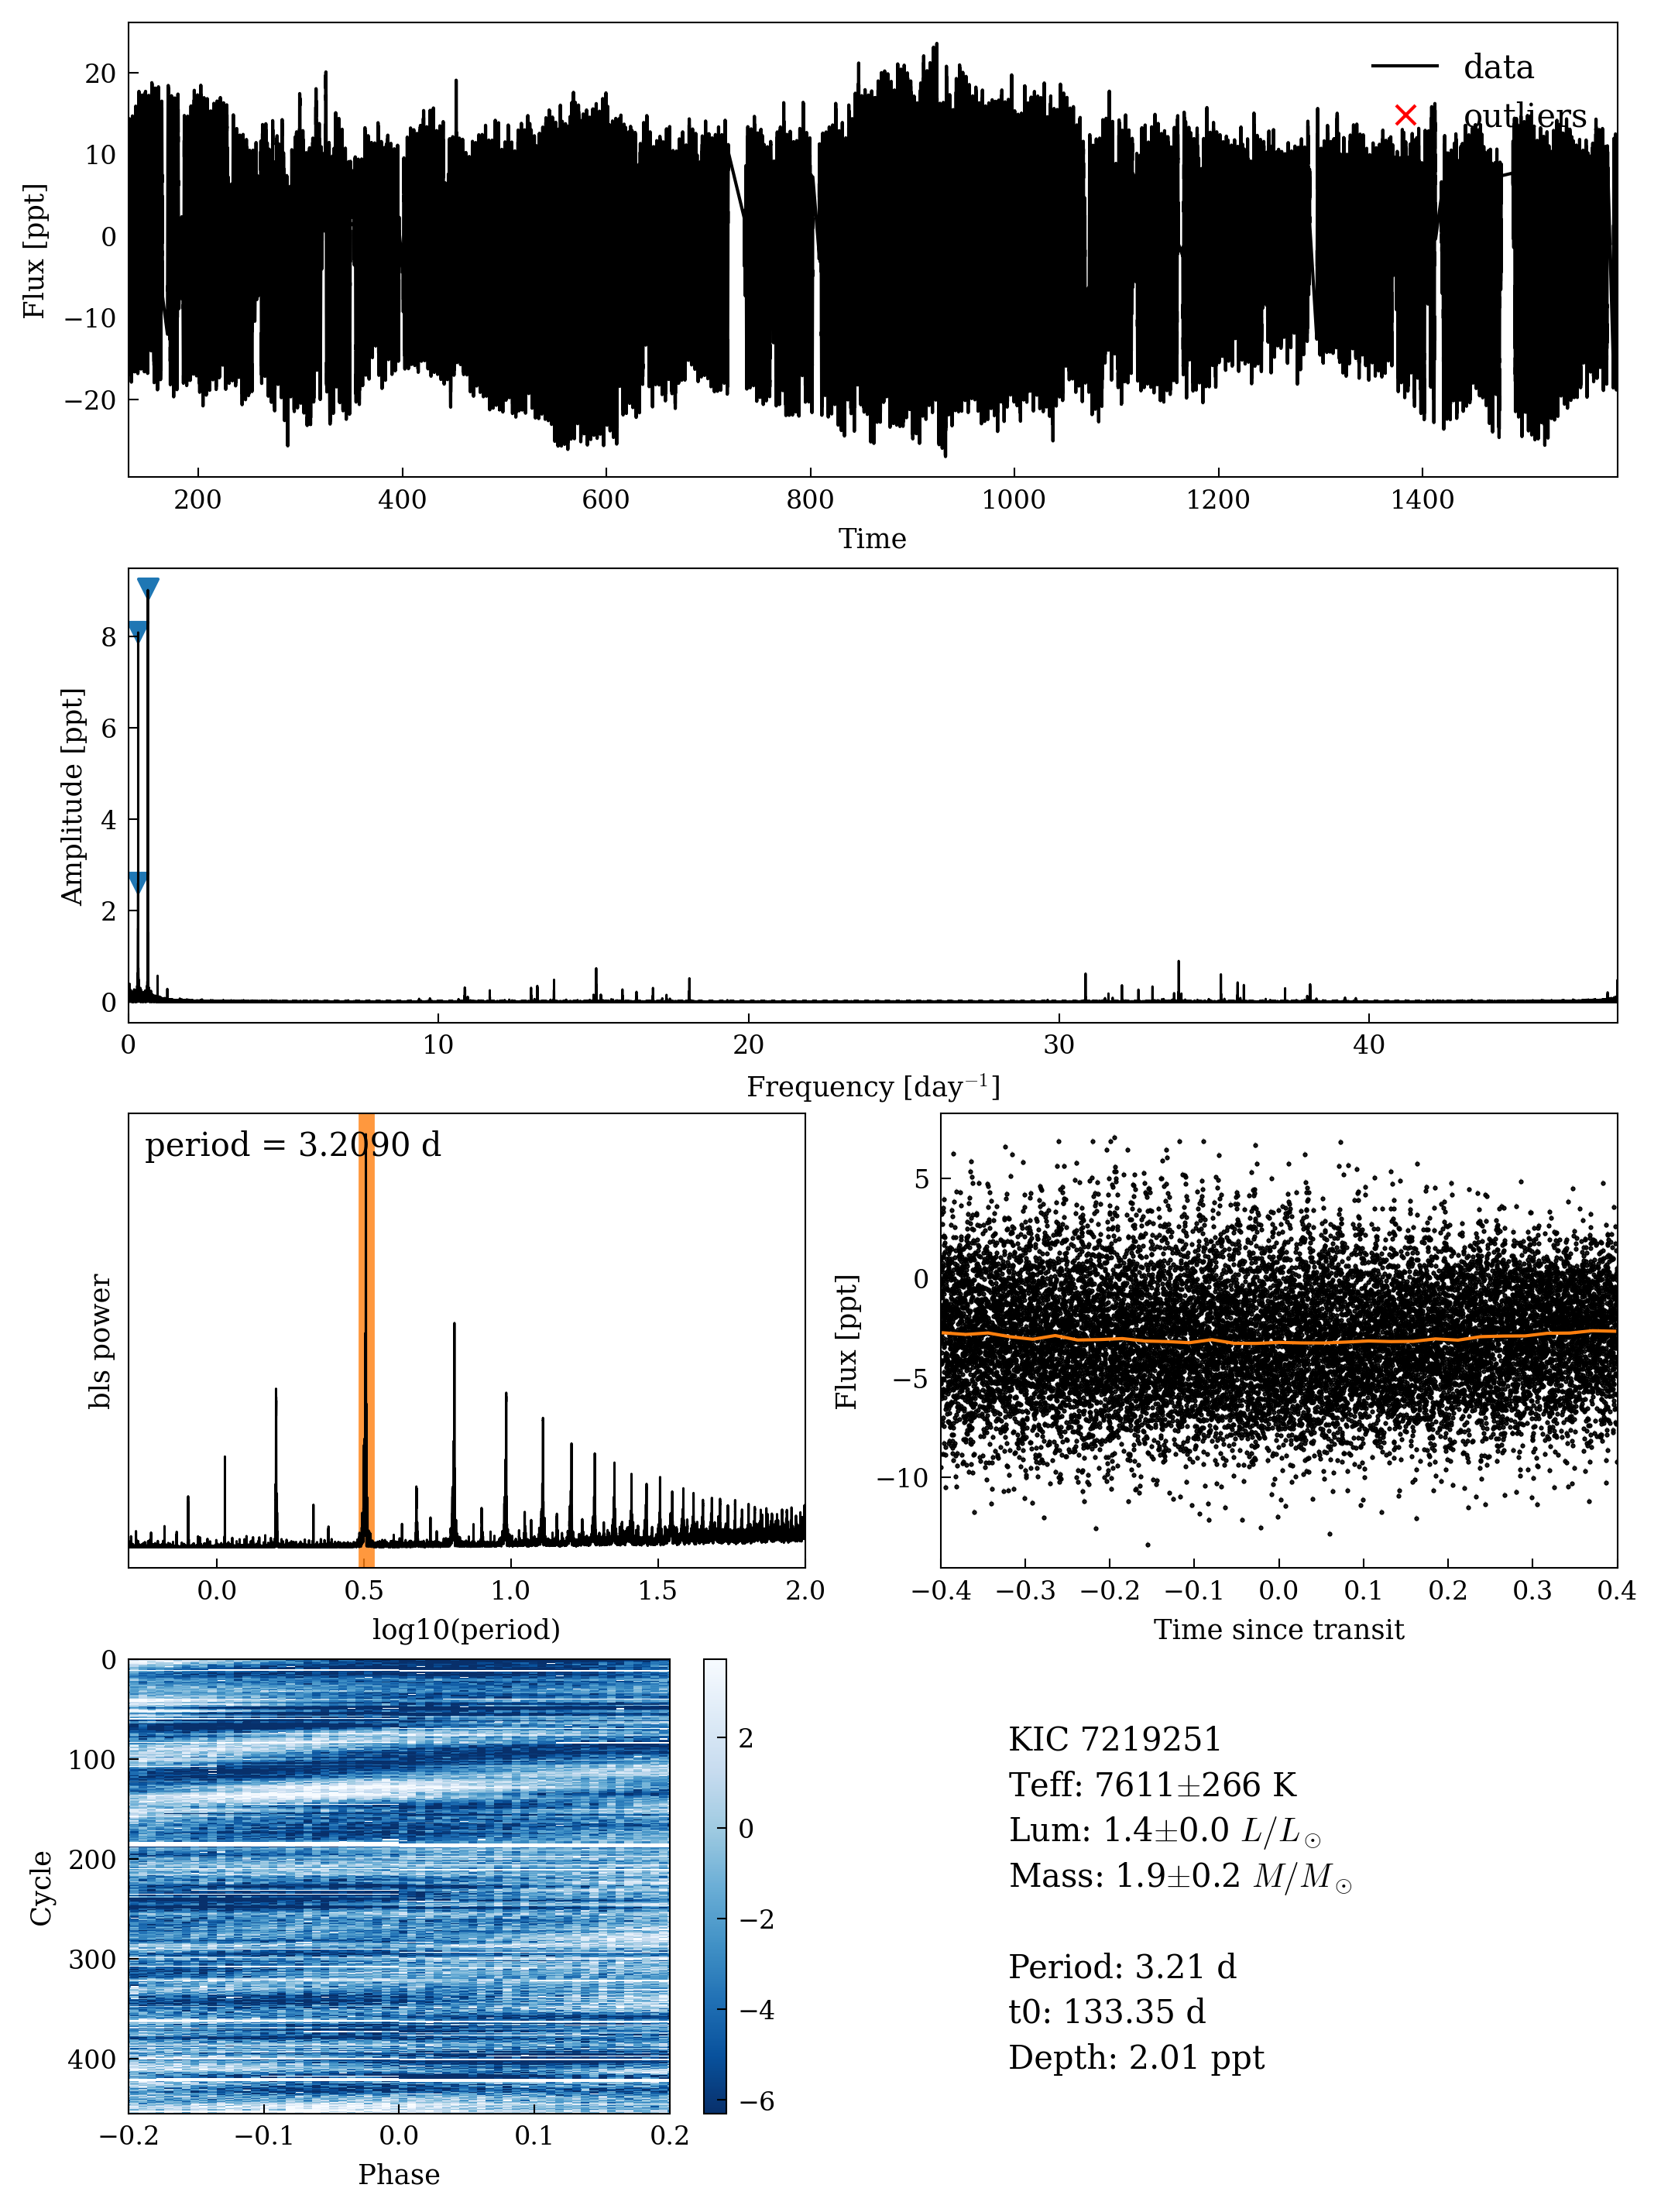 20
10
0
−10
−20
Flux [ppt]
data
outliers
200 400 600 800 1000 1200 1400
Time
8
6
4
2
0
Amplitude [ppt]
0 10 20 30 40
Frequency [day⁻¹]
period = 3.2090 d
bls power
0.0 0.5 1.0 1.5 2.0
log10(period)
5
0
−5
−10
Flux [ppt]
−0.4 −0.3 −0.2 −0.1 0.0 0.1 0.2 0.3 0.4
Time since transit
0
100
200
300
400
Cycle
−0.2 −0.1 0.0 0.1 0.2
Phase
2
0
−2
−4
−6
KIC 7219251
Teff: 7611±266 K
Lum: 1.4±0.0 L/L⊙
Mass: 1.9±0.2 M/M⊙
Period: 3.21 d
t0: 133.35 d
Depth: 2.01 ppt